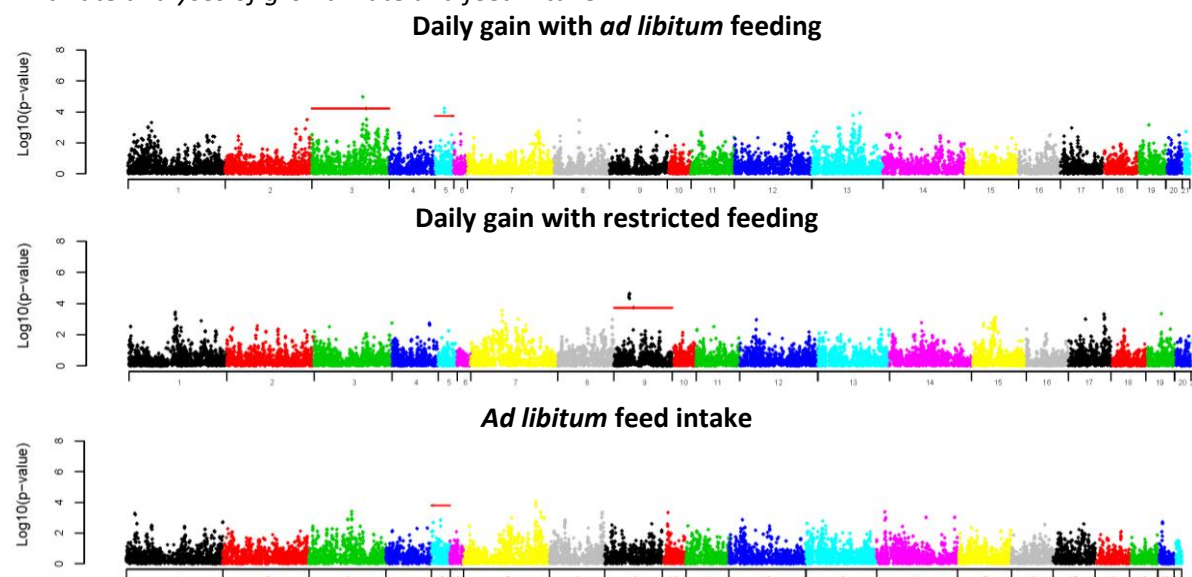 Daily gain with ad libitum feeding
Log10(p-value)
8
6
4
2
0
1 2 3 4 5 6 7 8 9 10 11 12 13 14 15 16 17 18 19 20 21
Daily gain with restricted feeding
Log10(p-value)
8
6
4
2
0
1 2 3 4 5 6 7 8 9 10 11 12 13 14 15 16 17 18 19 20
Ad libitum feed intake
Log10(p-value)
8
6
4
2
0